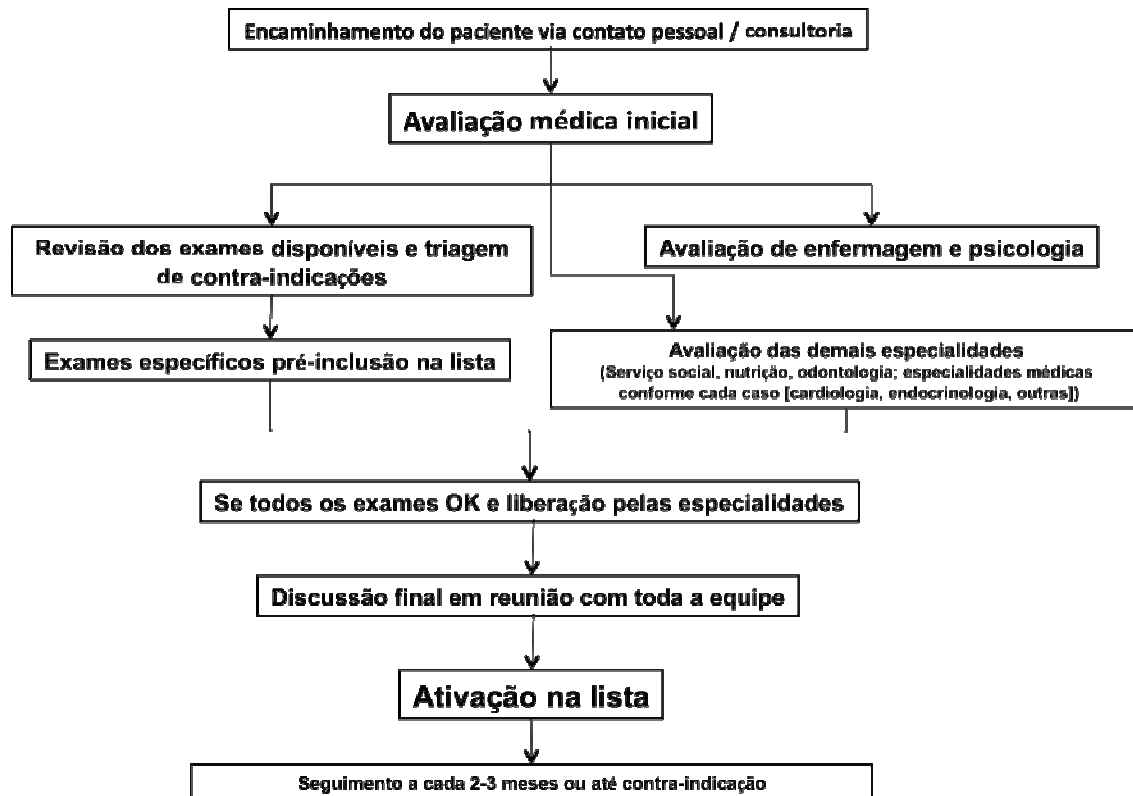 Encaminhamento do paciente via contato pessoal / consultoria
Avaliação médica inicial
Revisão dos exames disponíveis e triagem
de contra-indicações
Avaliação de enfermagem e psicologia
Exames específicos pré-inclusão na lista
Avaliação das demais especialidades
(Serviço social, nutrição, odontologia; especialidades médicas
conforme cada caso [cardiologia, endocrinologia, outras])
Se todos os exames OK e liberação pelas especialidades
Discussão final em reunião com toda a equipe
Ativação na lista
Seguimento a cada 2-3 meses ou até contra-indicação